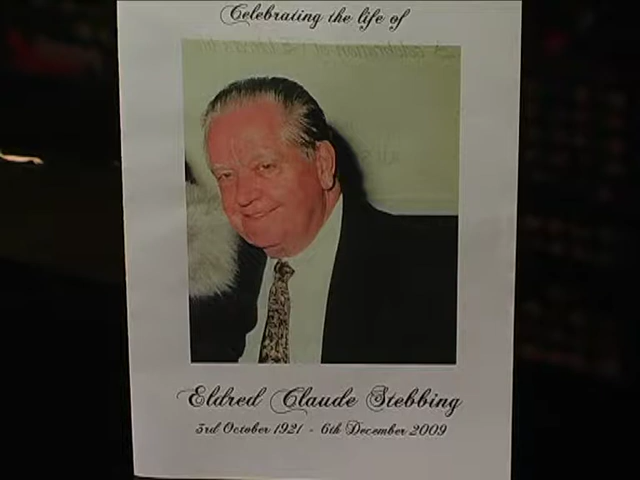 Celebrating the life of
Eldred Claude Stebbing
3rd October 1921 - 6th December 2009